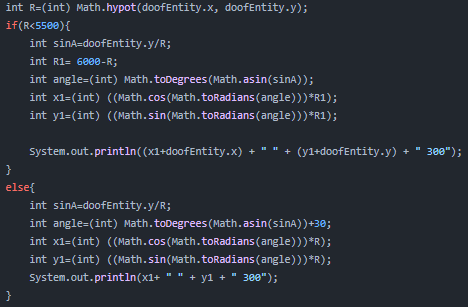 int R=(int) Math.hypot(doofEntity.x, doofEntity.y);
if(R<5500){
    int sinA=doofEntity.y/R;
    int R1= 6000-R;
    int angle=(int) Math.toDegrees(Math.asin(sinA));
    int x1=(int) ((Math.cos(Math.toRadians(angle)))*R1);
    int y1=(int) ((Math.sin(Math.toRadians(angle)))*R1);

    System.out.println((x1+doofEntity.x) + " " + (y1+doofEntity.y) + " 300");
}
else{
    int sinA=doofEntity.y/R;
    int angle=(int) Math.toDegrees(Math.asin(sinA))+30;
    int x1=(int) ((Math.cos(Math.toRadians(angle)))*R);
    int y1=(int) ((Math.sin(Math.toRadians(angle)))*R);
    System.out.println(x1+ " " + y1 + " 300");
}